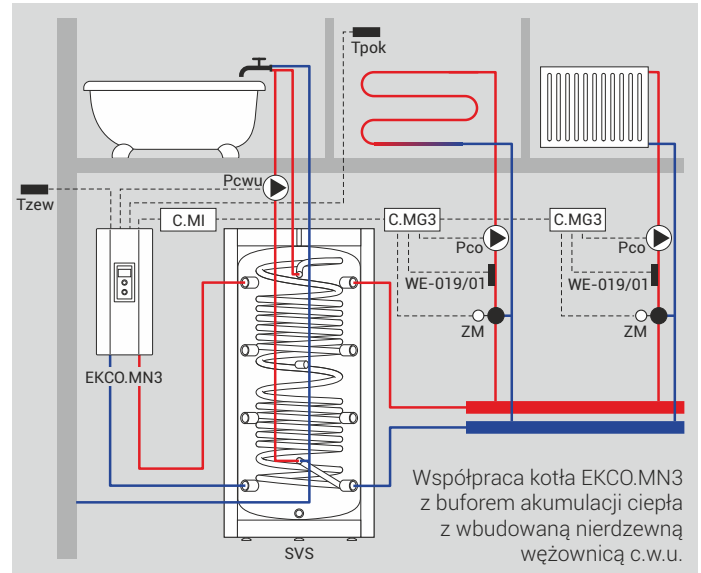 Tpok
Pcwu
Tzew
C.MI
C.MG3
C.MG3
Pco
Pco
WE-019/01
WE-019/01
ZM
ZM
EKCO.MN3
SVS
Współpraca kotła EKCO.MN3
z buforem akumulacji ciepła
z wbudowaną nierdzewną
wężownicą c.w.u.